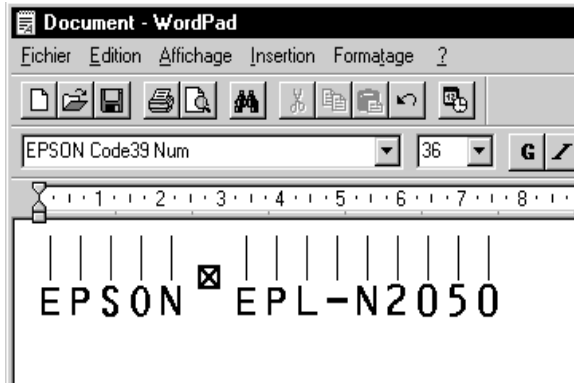 Document - WordPad
Fichier Edition Affichage Insertion Formatage ?
EPSON Code39 Num 36 G I
1 2 3 4 5 6 7 8
EPSON EPL-N2050